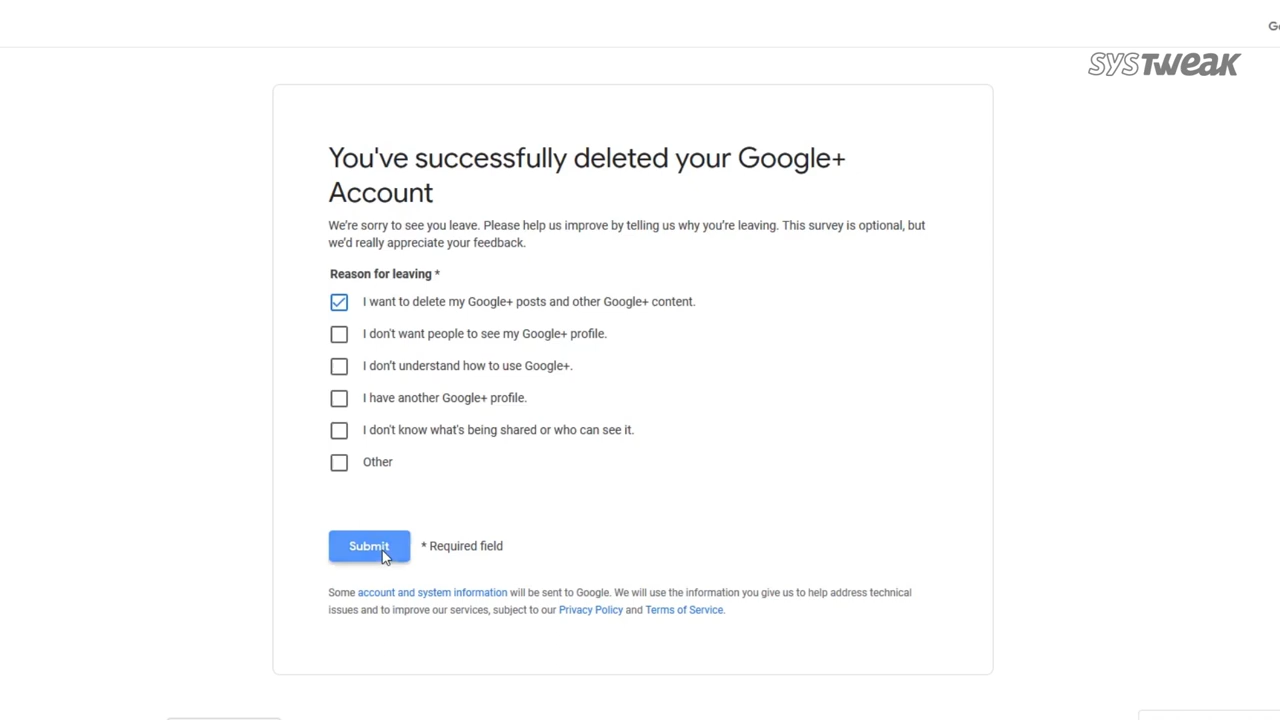 Go
SYSTWEAK
You've successfully deleted your Google+
Account
We're sorry to see you leave. Please help us improve by telling us why you're leaving. This survey is optional, but
we'd really appreciate your feedback.
Reason for leaving *
I want to delete my Google+ posts and other Google+ content.
I don't want people to see my Google+ profile.
I don't understand how to use Google+.
I have another Google+ profile.
I don't know what's being shared or who can see it.
Other
Submit * Required field
Some account and system information will be sent to Google. We will use the information you give us to help address technical
issues and to improve our services, subject to our Privacy Policy and Terms of Service.